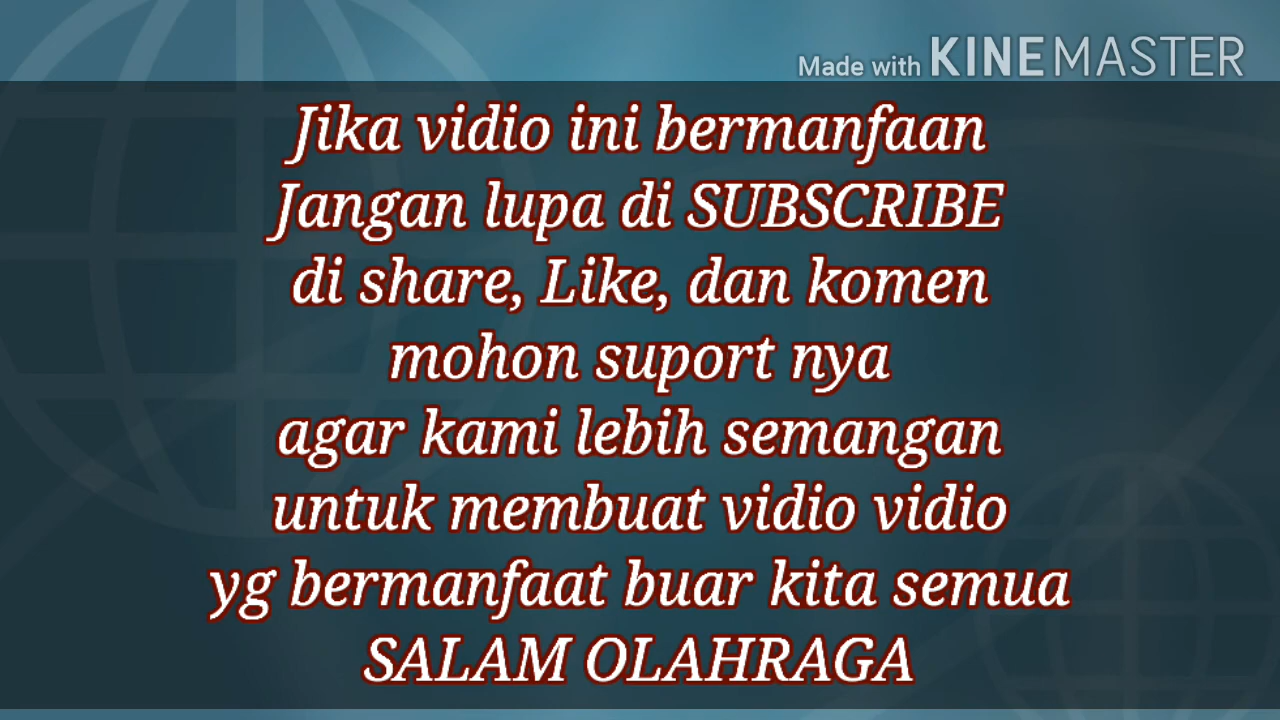 Made with KINEMASTER
Jika vidio ini bermanfaan
Jangan lupa di SUBSCRIBE
di share, Like, dan komen
mohon suport nya
agar kami lebih semangan
untuk membuat vidio vidio
yg bermanfaat buar kita semua
SALAM OLAHRAGA